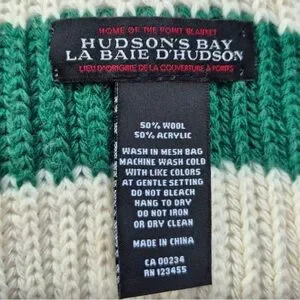 HOME OF THE POINT BLANKET
HUDSON'S BAY
LA BAIE D'HUDSON
LIEU D'ORIGINE DE LA COUVERTURE À POINTS
50% WOOL
50% ACRYLIC
WASH IN MESH BAG
MACHINE WASH COLD
WITH LIKE COLORS
AT GENTLE SETTING
DO NOT BLEACH
HANG TO DRY
DO NOT IRON
OR DRY CLEAN
MADE IN CHINA
CA 00234
RN 123455